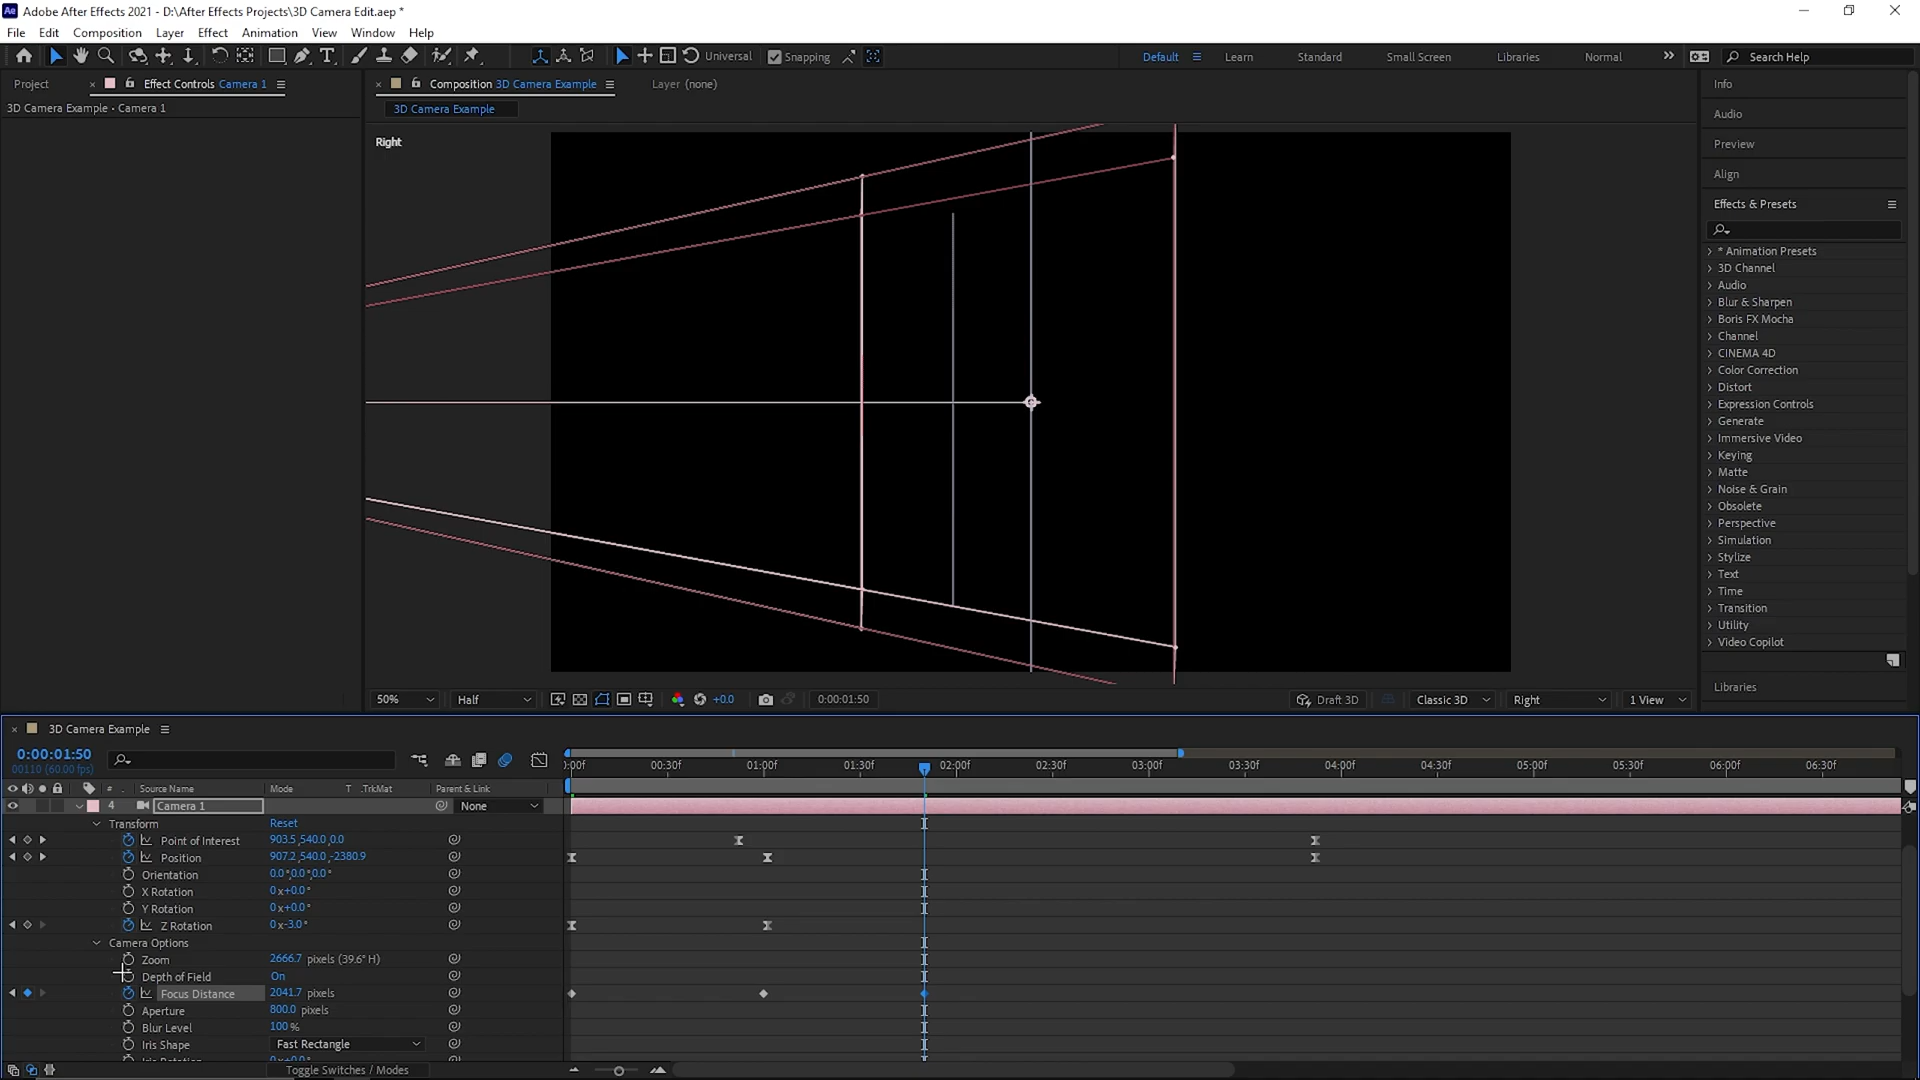 Adobe After Effects 2021 - D:\After Effects Projects\3D Camera Edit.aep *
File Edit Composition Layer Effect Animation View Window Help
Universal Snapping Default Learn Standard Small Screen Libraries Normal Search Help
Project Effect Controls Camera 1 Composition 3D Camera Example Layer (none) Info
3D Camera Example • Camera 1 3D Camera Example Audio
Right Preview
Align
Effects & Presets
* Animation Presets
3D Channel
Audio
Blur & Sharpen
Boris FX Mocha
Channel
CINEMA 4D
Color Correction
Distort
Expression Controls
Generate
Immersive Video
Keying
Matte
Noise & Grain
Obsolete
Perspective
Simulation
Stylize
Text
Time
Transition
Utility
Video Copilot
Libraries
50% Half +0.0 0:00:01:50 Draft 3D Classic 3D Right 1 View
3D Camera Example
0:00:01:50
00110 (60.00 fps)
:00f 00:30f 01:00f 01:30f 02:00f 02:30f 03:00f 03:30f 04:00f 04:30f 05:00f 05:30f 06:00f 06:30f
# Source Name Mode T .TrkMat Parent & Link
4 Camera 1 None
Transform Reset
Point of Interest 903.5,540.0,0.0
Position 907.2,540.0,-2380.9
Orientation 0.0°,0.0°,0.0°
X Rotation 0x+0.0°
Y Rotation 0x+0.0°
Z Rotation 0x-3.0°
Camera Options
Zoom 2666.7 pixels (39.6° H)
Depth of Field On
Focus Distance 2041.7 pixels
Aperture 800.0 pixels
Blur Level 100%
Iris Shape Fast Rectangle
Iris Rotation 0x+0.0°
Toggle Switches / Modes